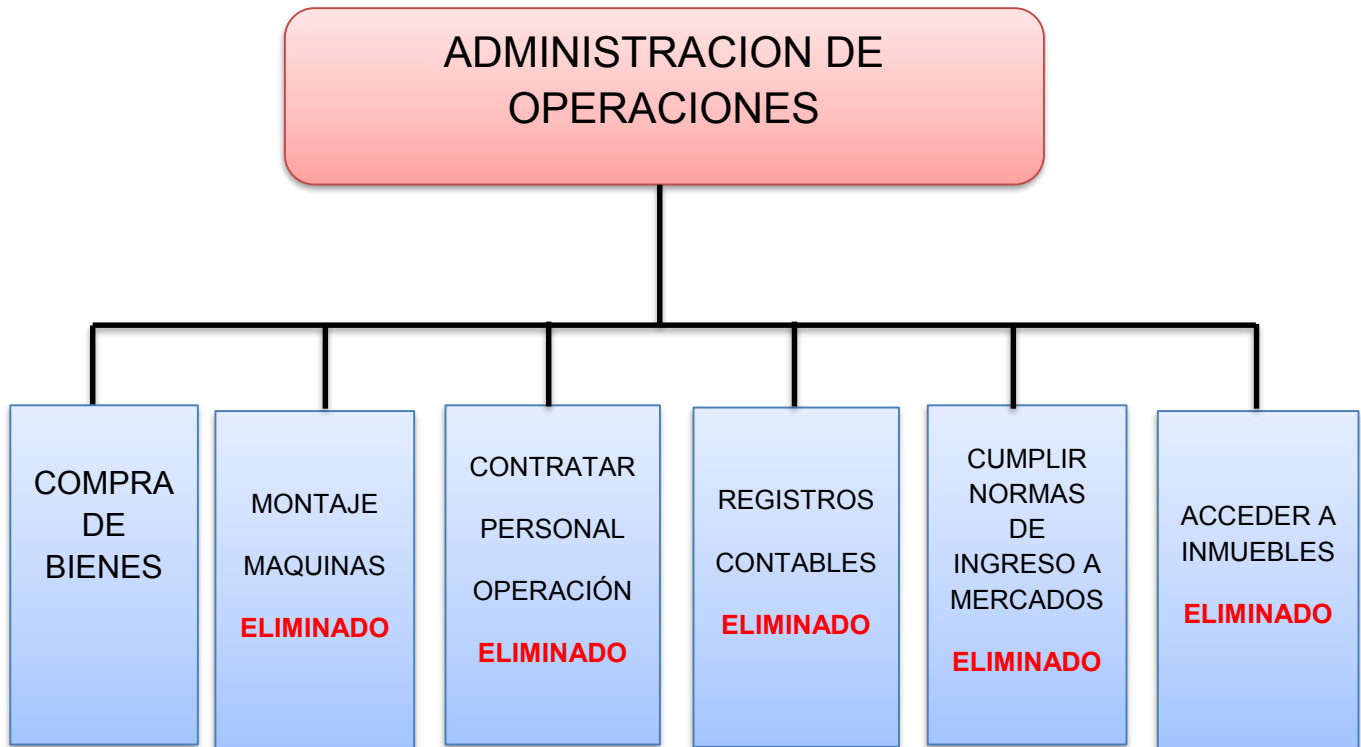 ADMINISTRACION DE
OPERACIONES
COMPRA
DE
BIENES
MONTAJE
MAQUINAS
ELIMINADO
CONTRATAR
PERSONAL
OPERACIÓN
ELIMINADO
REGISTROS
CONTABLES
ELIMINADO
CUMPLIR
NORMAS
DE
INGRESO A
MERCADOS
ELIMINADO
ACCEDER A
INMUEBLES
ELIMINADO